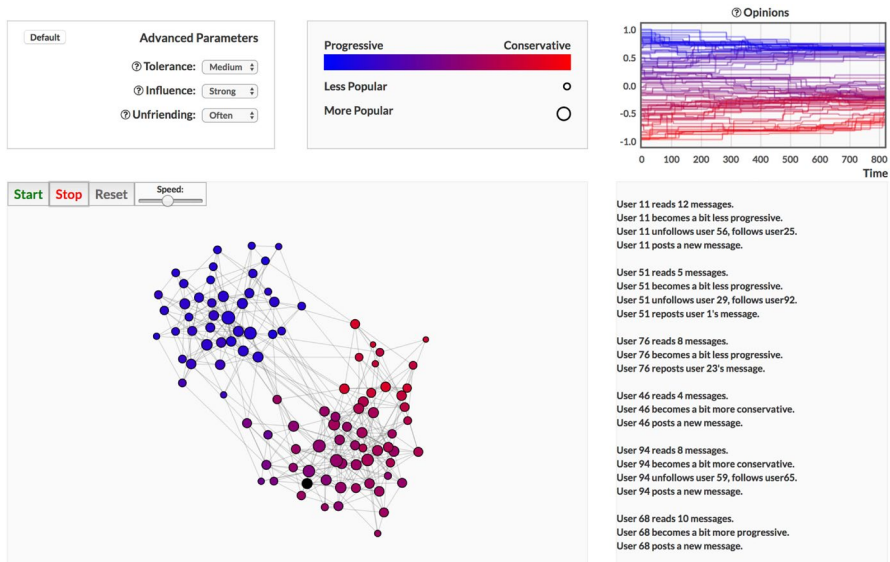 Default
Advanced Parameters
? Tolerance: Medium
? Influence: Strong
? Unfriending: Often
Progressive Conservative
Less Popular
More Popular
? Opinions
1.0
0.5
0.0
-0.5
-1.0
0 100 200 300 400 500 600 700 800
Time
Start Stop Reset Speed:
User 11 reads 12 messages.
User 11 becomes a bit less progressive.
User 11 unfollows user 56, follows user25.
User 11 posts a new message.
User 51 reads 5 messages.
User 51 becomes a bit less progressive.
User 51 unfollows user 29, follows user92.
User 51 reposts user 1's message.
User 76 reads 8 messages.
User 76 becomes a bit less progressive.
User 76 reposts user 23's message.
User 46 reads 4 messages.
User 46 becomes a bit more conservative.
User 46 posts a new message.
User 94 reads 8 messages.
User 94 becomes a bit more conservative.
User 94 unfollows user 59, follows user65.
User 94 posts a new message.
User 68 reads 10 messages.
User 68 becomes a bit more progressive.
User 68 posts a new message.